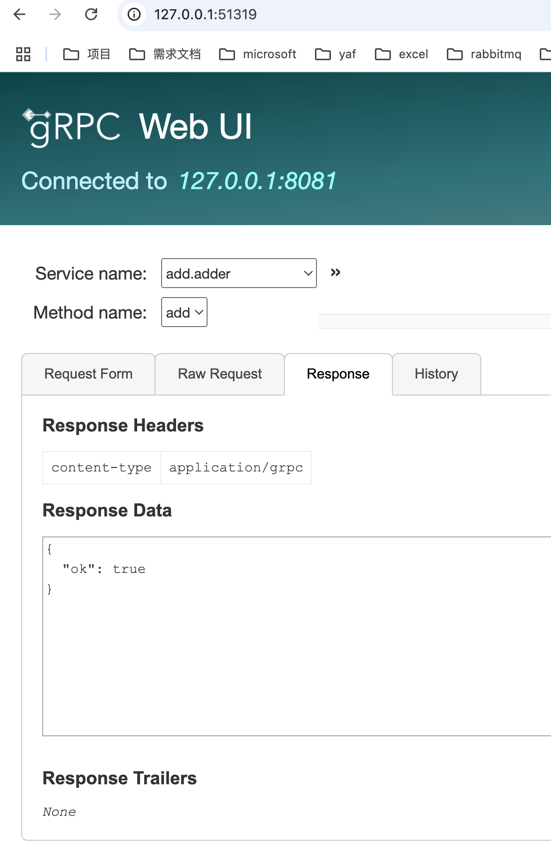 127.0.0.1:51319
项目 需求文档 microsoft yaf excel rabbitmq
gRPC Web UI
Connected to 127.0.0.1:8081
Service name: add.adder »
Method name: add
Request Form Raw Request Response History
Response Headers
content-type application/grpc
Response Data
{
"ok": true
}
Response Trailers
None